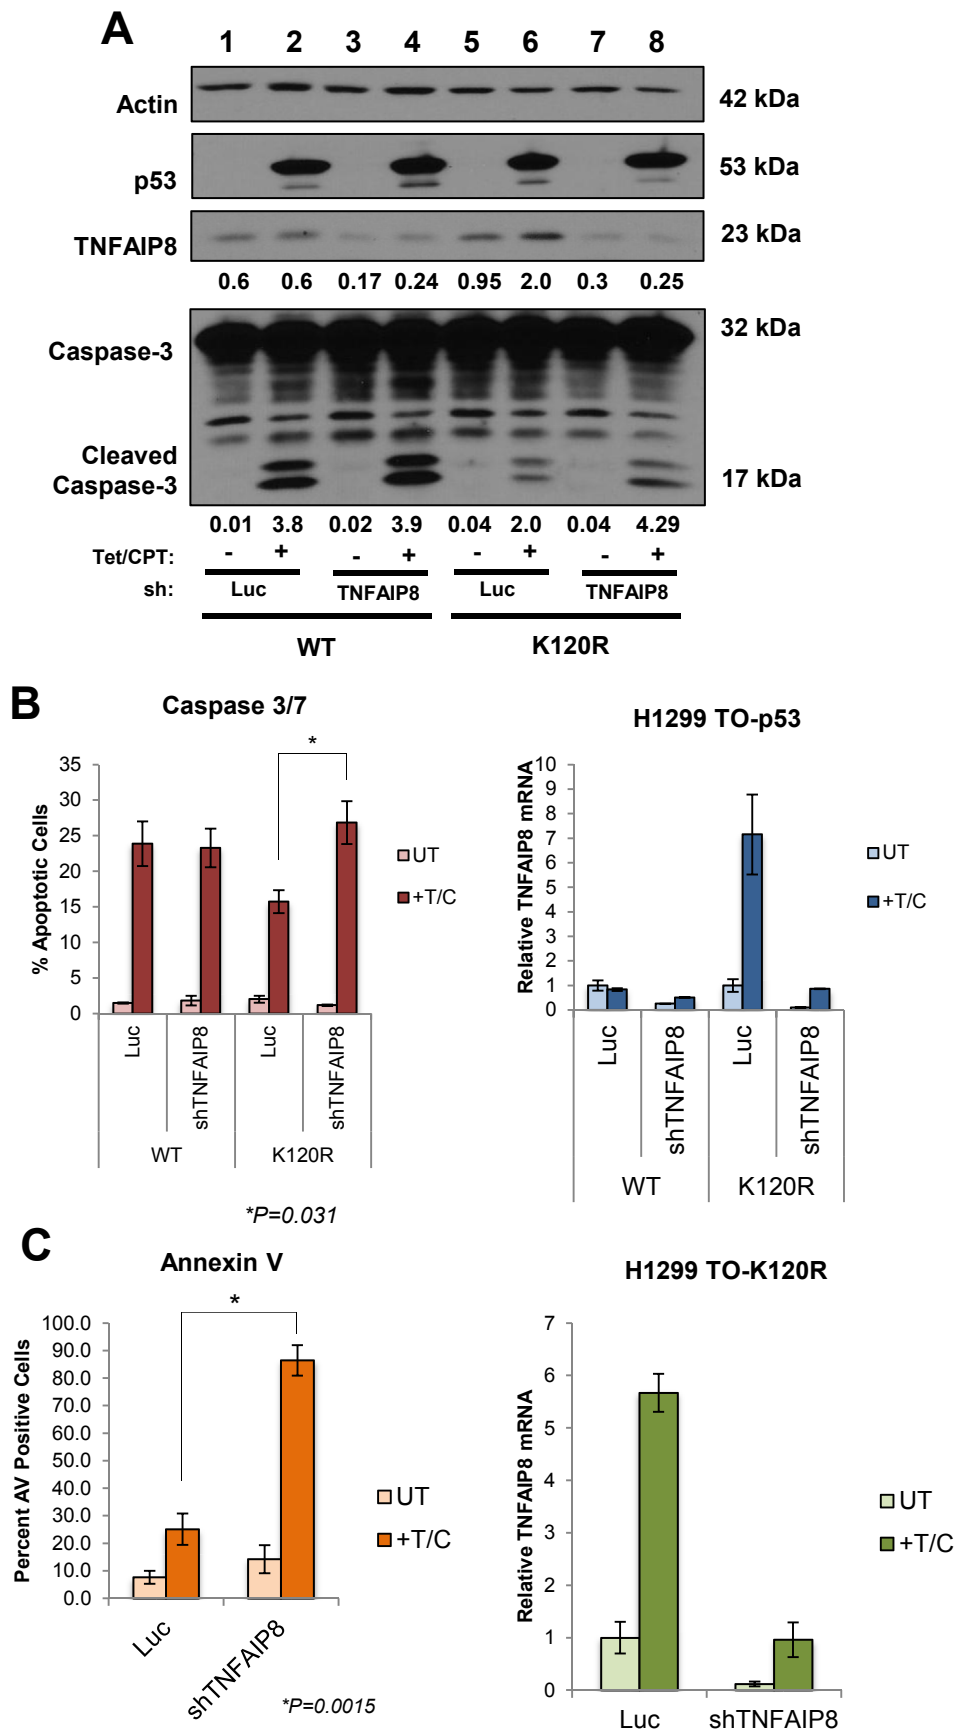 A
1 2 3 4 5 6 7 8
Actin 42 kDa
p53 53 kDa
TNFAIP8 23 kDa
0.6 0.6 0.17 0.24 0.95 2.0 0.3 0.25
32 kDa
Caspase-3
Cleaved
Caspase-3 17 kDa
0.01 3.8 0.02 3.9 0.04 2.0 0.04 4.29
Tet/CPT: - + - + - + - +
sh: Luc TNFAIP8 Luc TNFAIP8
WT K120R
B
Caspase 3/7
*
% Apoptotic Cells
35
30
25
20
15
10
5
0
UT
+T/C
Luc shTNFAIP8 Luc shTNFAIP8
WT K120R
*P=0.031
H1299 TO-p53
Relative TNFAIP8 mRNA
10
9
8
7
6
5
4
3
2
1
0
UT
+T/C
Luc shTNFAIP8 Luc shTNFAIP8
WT K120R
C
Annexin V
*
Percent AV Positive Cells
100.0
90.0
80.0
70.0
60.0
50.0
40.0
30.0
20.0
10.0
0.0
UT
+T/C
Luc shTNFAIP8
*P=0.0015
H1299 TO-K120R
Relative TNFAIP8 mRNA
7
6
5
4
3
2
1
0
UT
+T/C
Luc shTNFAIP8